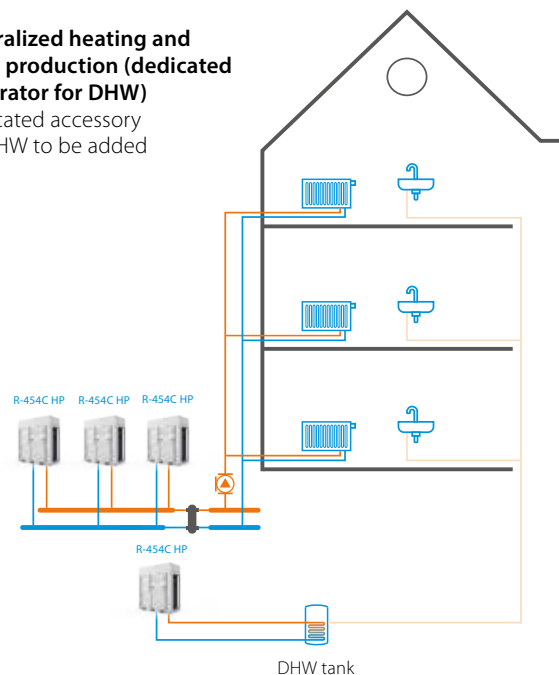 ralized heating and
production (dedicated
rator for DHW)
cated accessory
HW to be added
R-454C HP R-454C HP R-454C HP
R-454C HP
DHW tank